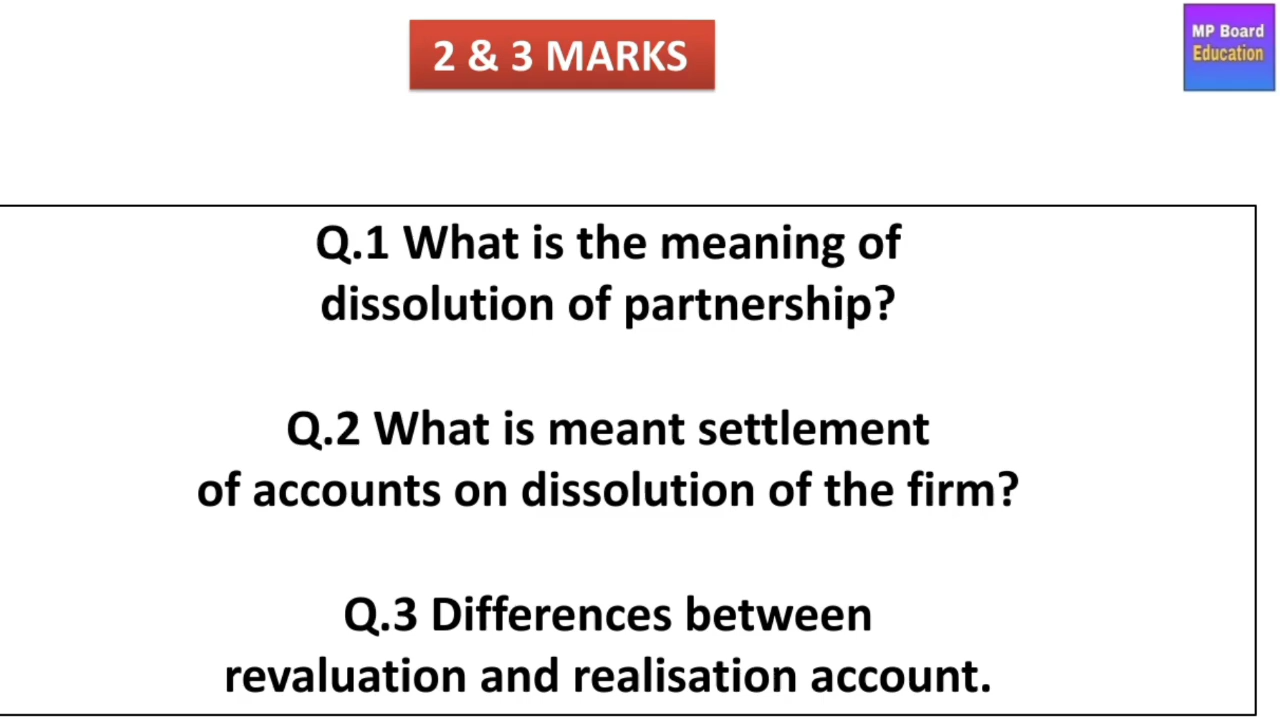 2 & 3 MARKS
MP Board
Education
Q.1 What is the meaning of
dissolution of partnership?
Q.2 What is meant settlement
of accounts on dissolution of the firm?
Q.3 Differences between
revaluation and realisation account.